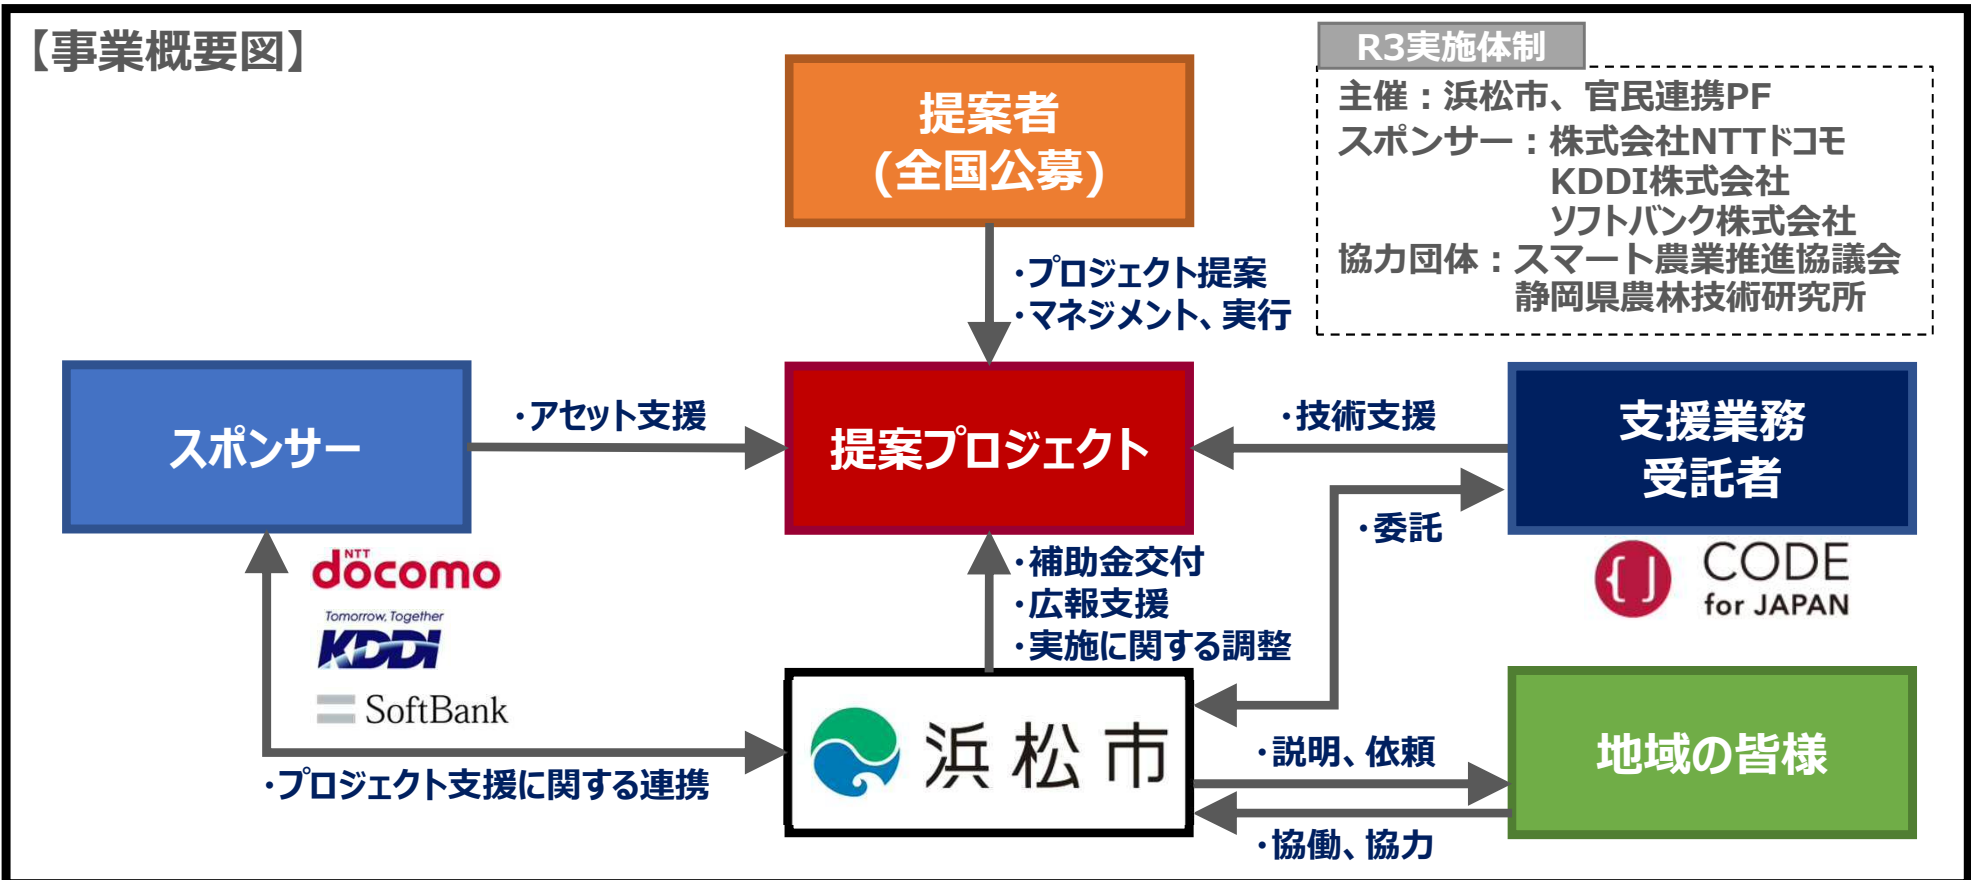 【事業概要図】
R3実施体制
主催：浜松市、官民連携PF
スポンサー：株式会社NTTドコモ
KDDI株式会社
ソフトバンク株式会社
協力団体：スマート農業推進協議会
静岡県農林技術研究所
提案者
(全国公募)
・プロジェクト提案
・マネジメント、実行
スポンサー
・アセット支援
提案プロジェクト
・技術支援
支援業務
受託者
・委託
NTT
döcomo
Tomorrow, Together
KDDI
SoftBank
・補助金交付
・広報支援
・実施に関する調整
CODE
for JAPAN
・プロジェクト支援に関する連携
浜松市
・説明、依頼
・協働、協力
地域の皆様